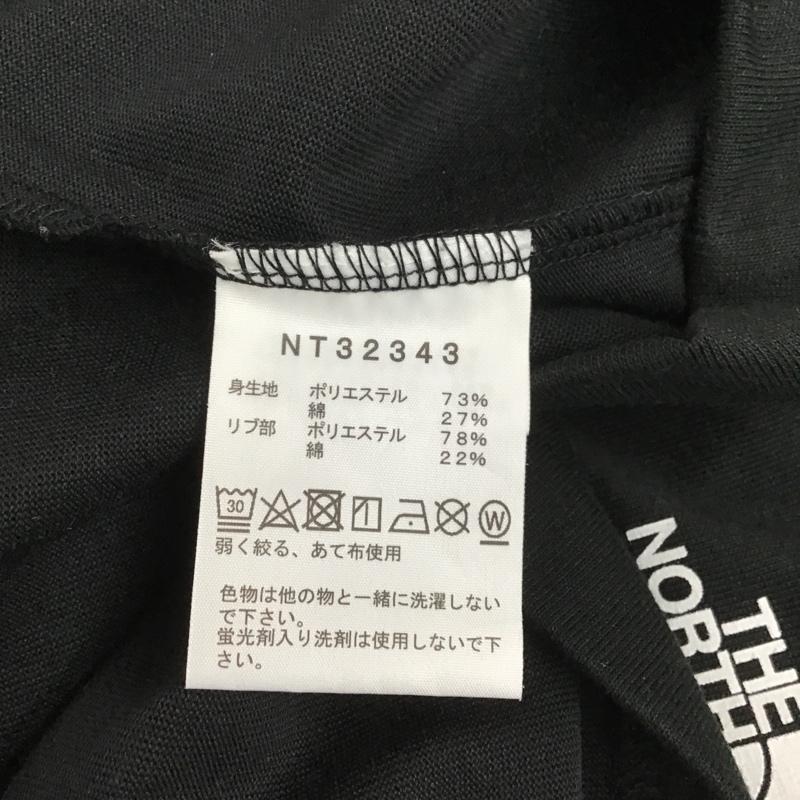 NT32343
身生地 ポリエステル 73%
綿 27%
リブ部 ポリエステル 78%
綿 22%
30 W
弱く絞る、あて布使用
色物は他の物と一緒に洗濯しない
で下さい。
蛍光剤入り洗剤は使用しないで下
さい。
THE
NORTH